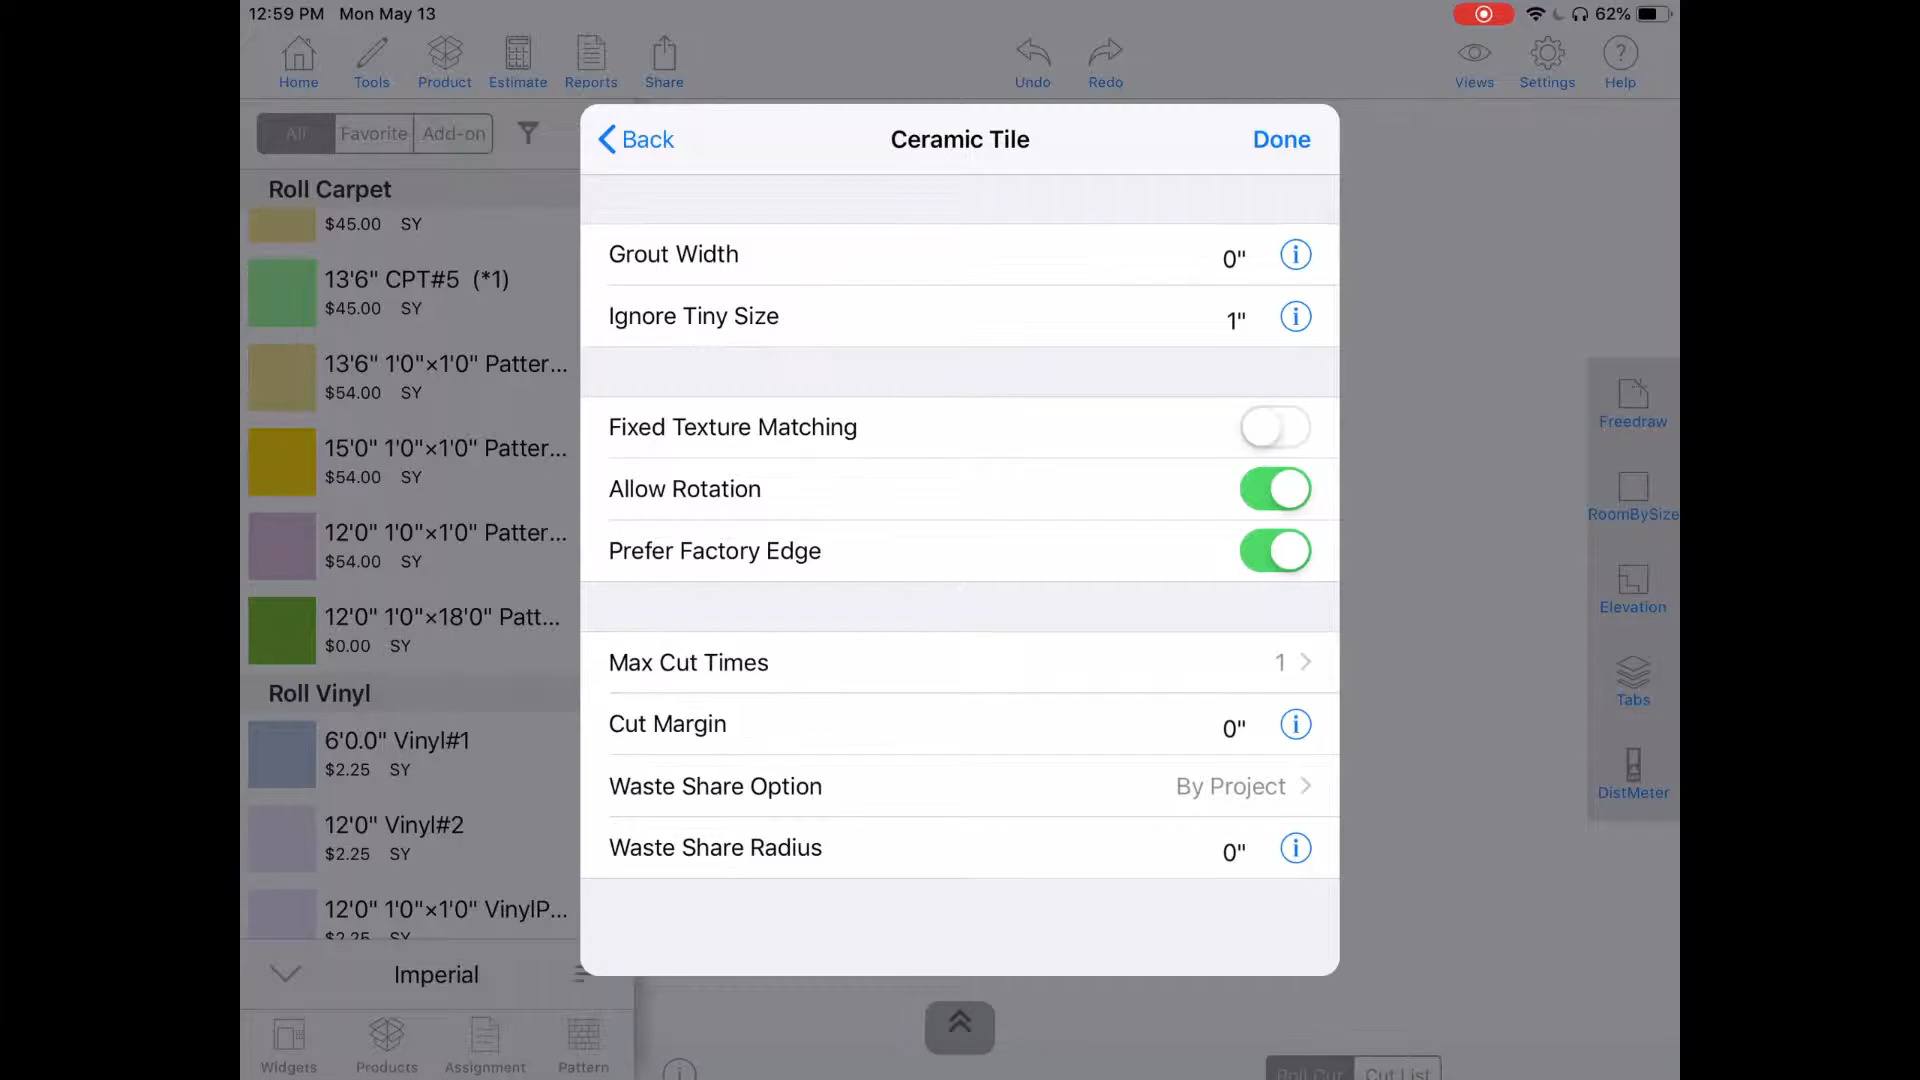 12:59 PM Mon May 13
62%
Home Tools Product Estimate Reports Share
Undo Redo
Views Settings Help
All Favorite Add-on
Roll Carpet
$45.00 SY
13'6" CPT#5 (*1)
$45.00 SY
13'6" 1'0"×1'0" Patter...
$54.00 SY
15'0" 1'0"×1'0" Patter...
$54.00 SY
12'0" 1'0"×1'0" Patter...
$54.00 SY
12'0" 1'0"×18'0" Patt...
$0.00 SY
Roll Vinyl
6'0.0" Vinyl#1
$2.25 SY
12'0" Vinyl#2
$2.25 SY
12'0" 1'0"×1'0" VinylP...
$2.25 SY
Imperial
Widgets Products Assignment Pattern
Back Ceramic Tile Done
Grout Width 0"
Ignore Tiny Size 1"
Fixed Texture Matching
Allow Rotation
Prefer Factory Edge
Max Cut Times 1
Cut Margin 0"
Waste Share Option By Project
Waste Share Radius 0"
Freedraw
RoomBySize
Elevation
Tabs
DistMeter
Roll Cut Cut List